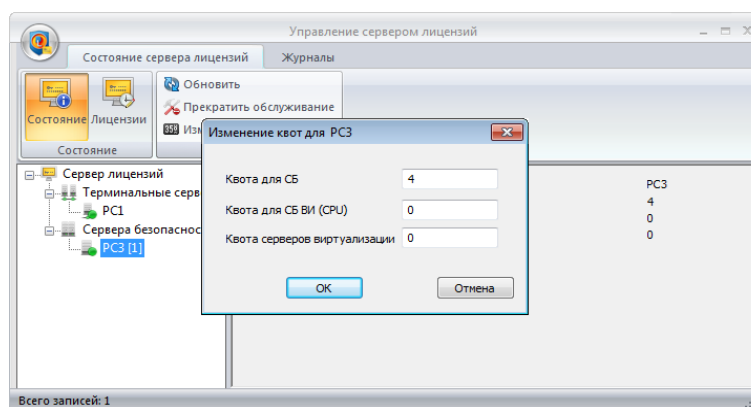 Управление сервером лицензий
Состояние сервера лицензий Журналы
Обновить
Прекратить обслуживание
Состояние Лицензии
Состояние
Изменение квот для PC3
Квота для СБ 4
Квота для СБ ВИ (CPU) 0
Квота серверов виртуализации 0
OK Отмена
Сервер лицензий
Терминальные
PC1
Сервера
PC3 [1]
PC3
4
0
0
Всего записей: 1